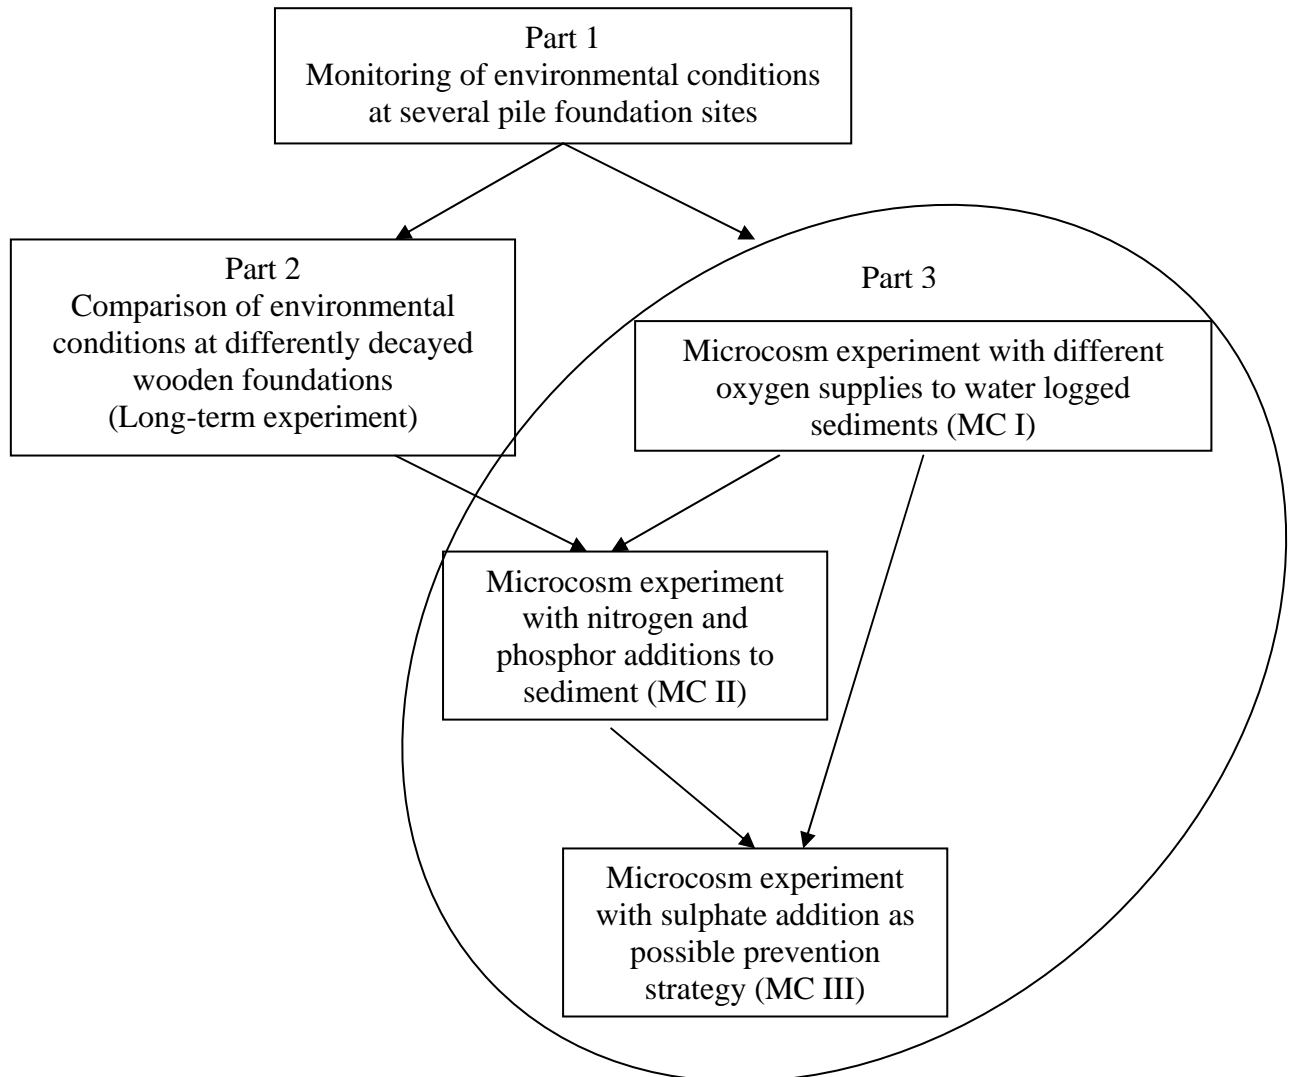 Part 1
Monitoring of environmental conditions
at several pile foundation sites
Part 2
Comparison of environmental
conditions at differently decayed
wooden foundations
(Long-term experiment)
Part 3
Microcosm experiment with different
oxygen supplies to water logged
sediments (MC I)
Microcosm experiment
with nitrogen and
phosphor additions to
sediment (MC II)
Microcosm experiment
with sulphate addition as
possible prevention
strategy (MC III)